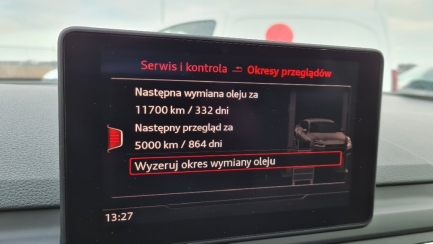 Serwis i kontrola Okresy przeglądów
Następna wymiana oleju za
11700 km / 332 dni
Następny przegląd za
5000 km / 864 dni
Wyzeruj okres wymiany oleju
13:27